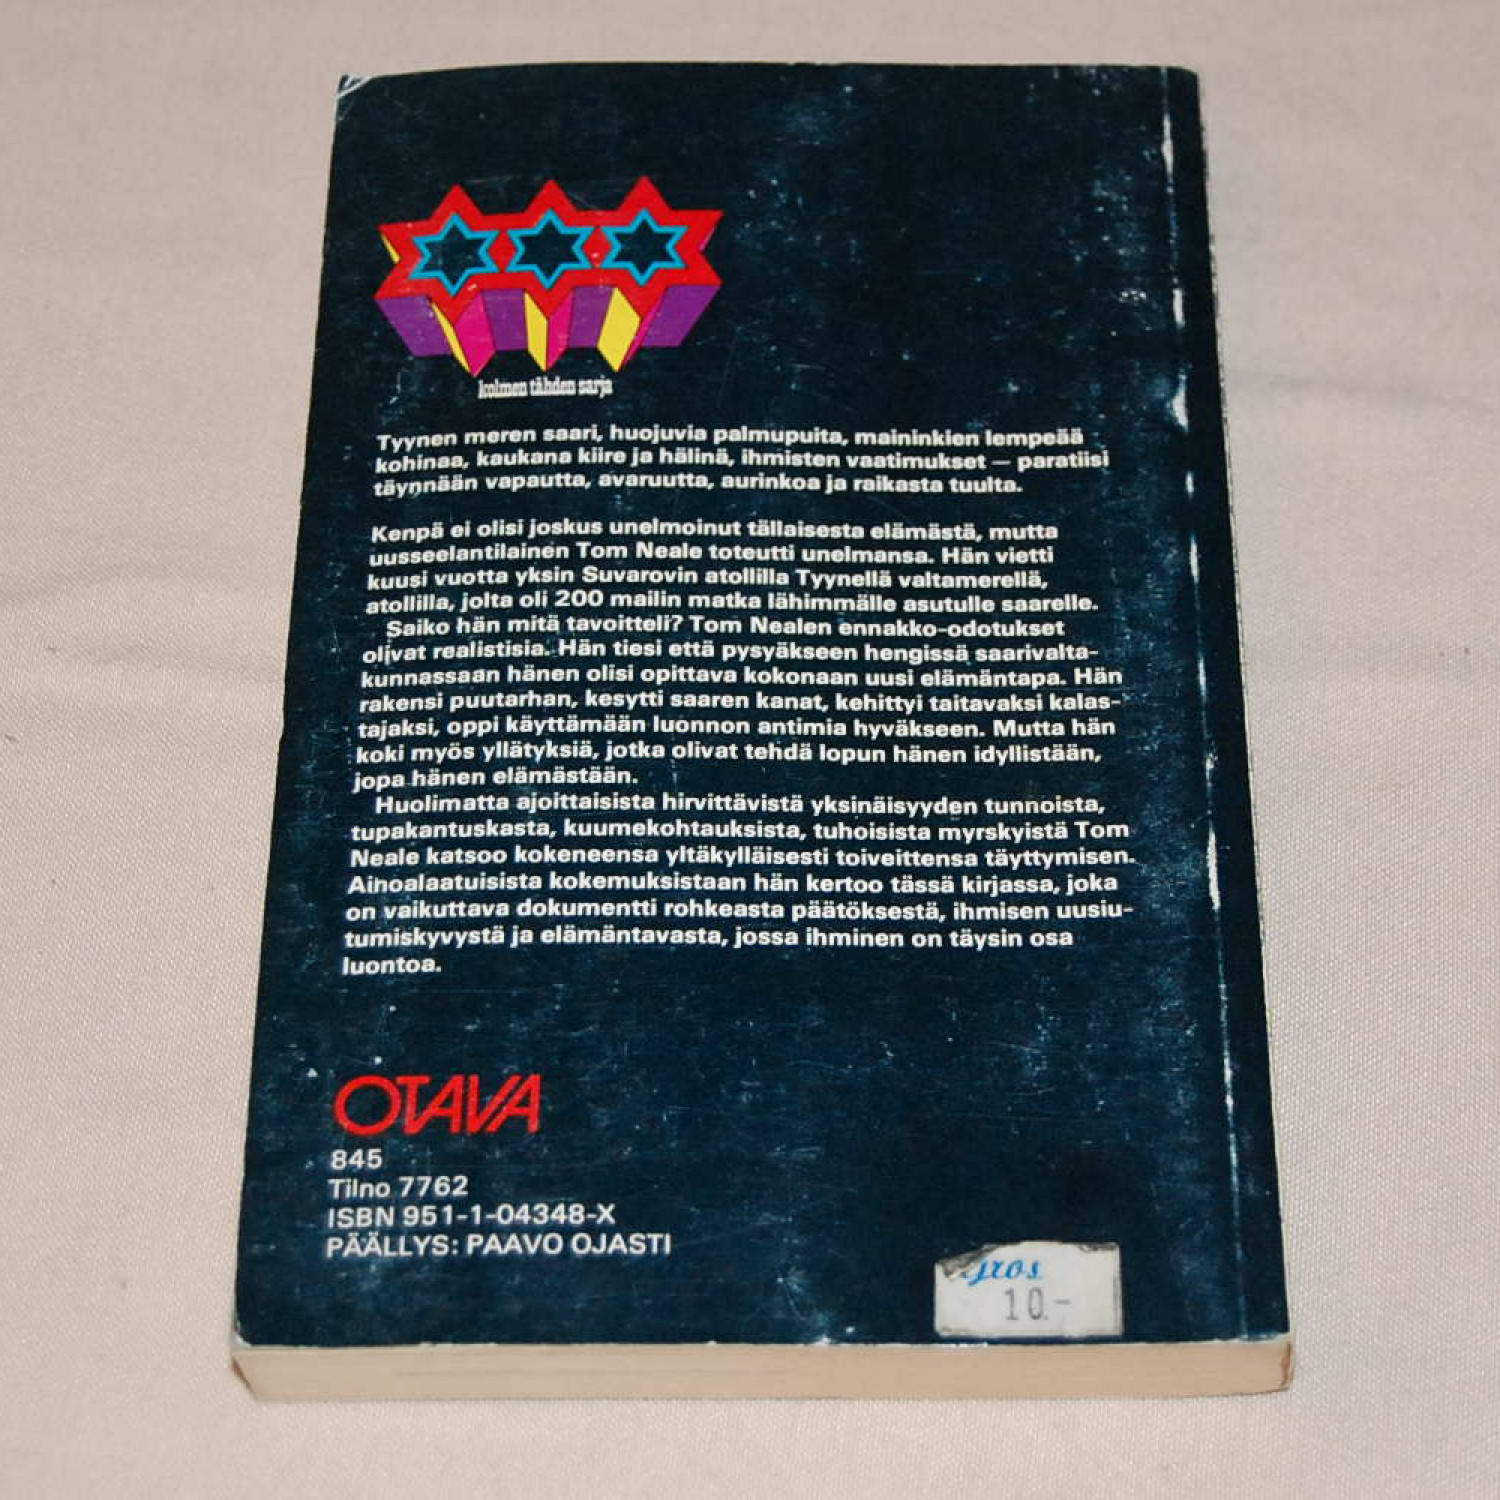 kolmen tähden sarja
Tyynen meren saari, huojuvia palmupuita, maininkien lempeää
kohinaa, kaukana kiire ja hälinä, ihmisten vaatimukset — paratiisi
täynnään vapautta, avaruutta, aurinkoa ja raikasta tuulta.
Kenpä ei olisi joskus unelmoinut tällaisesta elämästä, mutta
uusseelantilainen Tom Neale toteutti unelmansa. Hän vietti
kuusi vuotta yksin Suvarovin atollilla Tyynellä valtamerellä,
atollilla, jolta oli 200 mailin matka lähimmälle asutulle saarelle.
Saiko hän mitä tavoitteli? Tom Nealen ennakko-odotukset
olivat realistisia. Hän tiesi että pysyäkseen hengissä saarivalta-
kunnassaan hänen olisi opittava kokonaan uusi elämäntapa. Hän
rakensi puutarhan, kesytti saaren kanat, kehittyi taitavaksi kalas-
tajaksi, oppi käyttämään luonnon antimia hyväkseen. Mutta hän
koki myös yllätyksiä, jotka olivat tehdä lopun hänen idyllistään,
jopa hänen elämästään.
Huolimatta ajoittaisista hirvittävistä yksinäisyyden tunnoista,
tupakantuskasta, kuumekohtauksista, tuhoisista myrskyistä Tom
Neale katsoo kokeneensa yltäkylläisesti toiveittensa täyttymisen.
Ainoalaatuisista kokemuksistaan hän kertoo tässä kirjassa, joka
on vaikuttava dokumentti rohkeasta päätöksestä, ihmisen uusiu-
tumiskyvystä ja elämäntavasta, jossa ihminen on täysin osa
luontoa.
OTAVA
845
Tilno 7762
ISBN 951-1-04348-X
PÄÄLLYS: PAAVO OJASTI
10.-